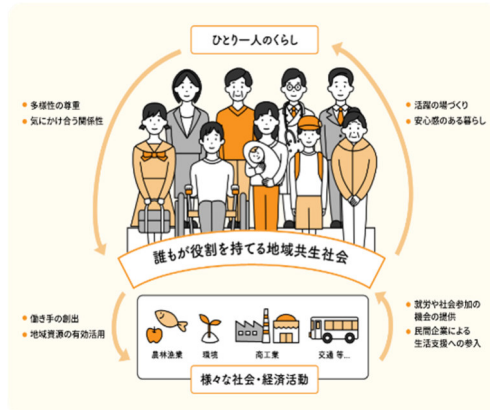 ひとり一人のくらし
● 多様性の尊重
● 気にかけ合う関係性
● 活躍の場づくり
● 安心感のある暮らし
誰もが役割を持てる地域共生社会
● 働き手の創出
● 地域資源の有効活用
● 就労や社会参加の
機会の提供
● 民間企業による
生活支援への参入
農林漁業 環境 商工業 交通 等...
様々な社会・経済活動